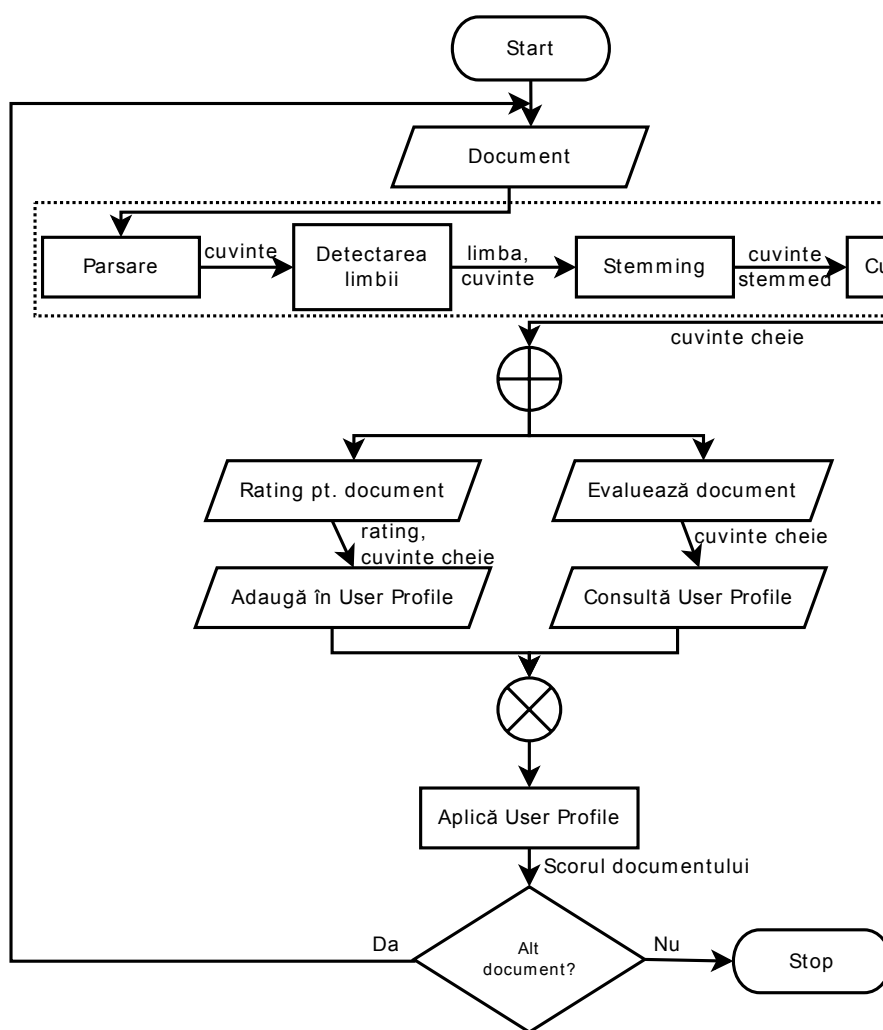 Start
Document
Parsare
cuvinte
Detectarea
limbii
limba,
cuvinte
Stemming
cuvinte
stemmed
cuvinte cheie
Rating pt. document
Evaluează document
rating,
cuvinte cheie
cuvinte cheie
Adaugă în User Profile
Consultă User Profile
Aplică User Profile
Scorul documentului
Da
Alt
document?
Nu
Stop